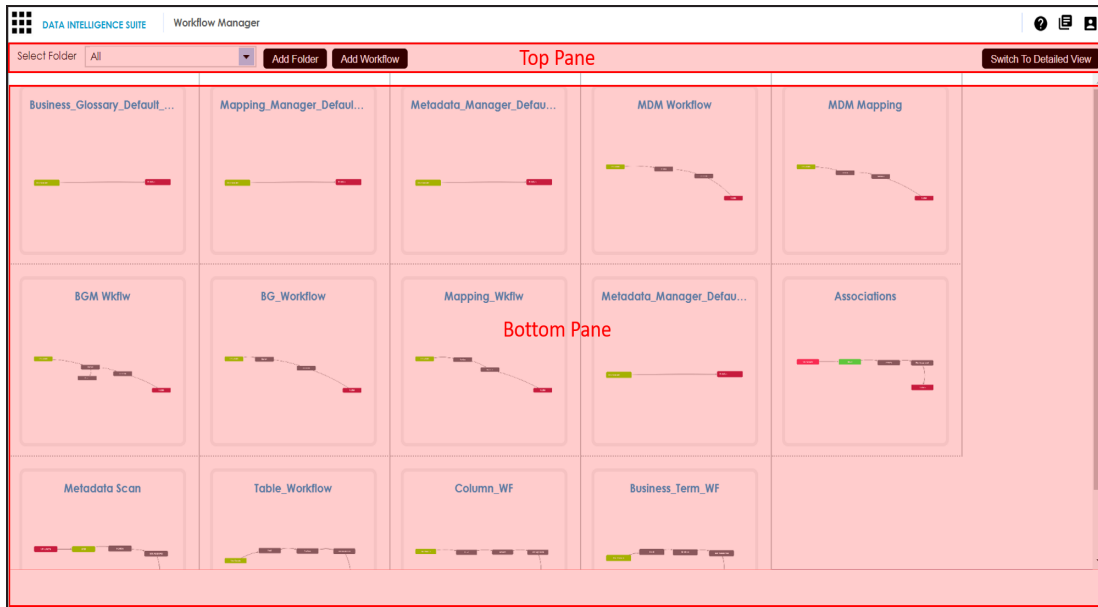 DATA INTELLIGENCE SUITE Workflow Manager
Select Folder All Add Folder Add Workflow Top Pane Switch To Detailed View
Business_Glossary_Default_... Mapping_Manager_Defaul... Metadata_Manager_Defau... MDM Workflow MDM Mapping
BGM Wkflw BG_Workflow Mapping_Wkflw Metadata_Manager_Defau... Associations
Bottom Pane
Metadata Scan Table_Workflow Column_WF Business_Term_WF